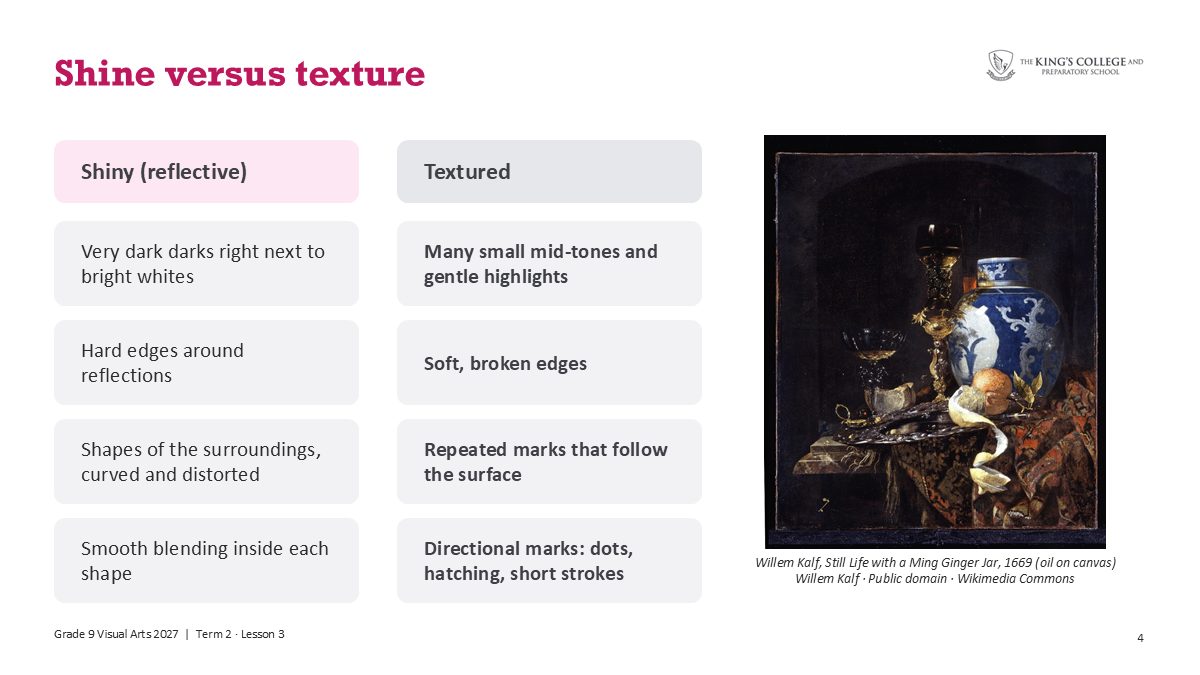 Shine versus texture
THE KING'S COLLEGE AND
PREPARATORY SCHOOL
Shiny (reflective)
Very dark darks right next to
bright whites
Hard edges around
reflections
Shapes of the surroundings,
curved and distorted
Smooth blending inside each
shape
Textured
Many small mid-tones and
gentle highlights
Soft, broken edges
Repeated marks that follow
the surface
Directional marks: dots,
hatching, short strokes
Willem Kalf, Still Life with a Ming Ginger Jar, 1669 (oil on canvas)
Willem Kalf · Public domain · Wikimedia Commons
Grade 9 Visual Arts 2027 | Term 2 · Lesson 3
4